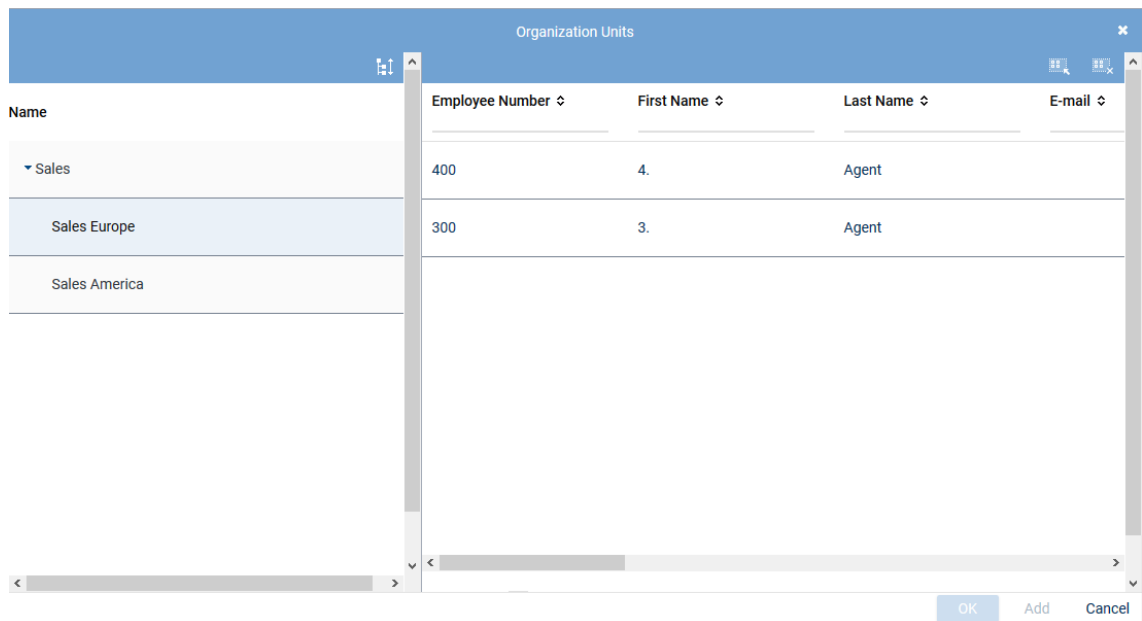 Organization Units
Name
Sales
Sales Europe
Sales America
Employee Number First Name Last Name E-mail
400 4. Agent
300 3. Agent
OK Add Cancel